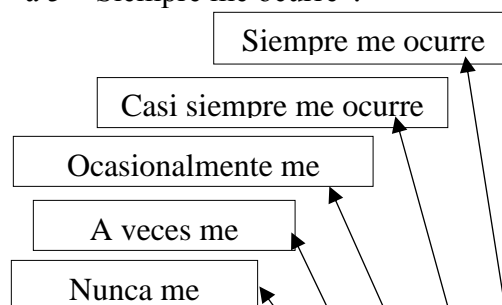 a 5 = "Siempre me ocurre".
Siempre me ocurre
Casi siempre me ocurre
Ocasionalmente me
A veces me
Nunca me